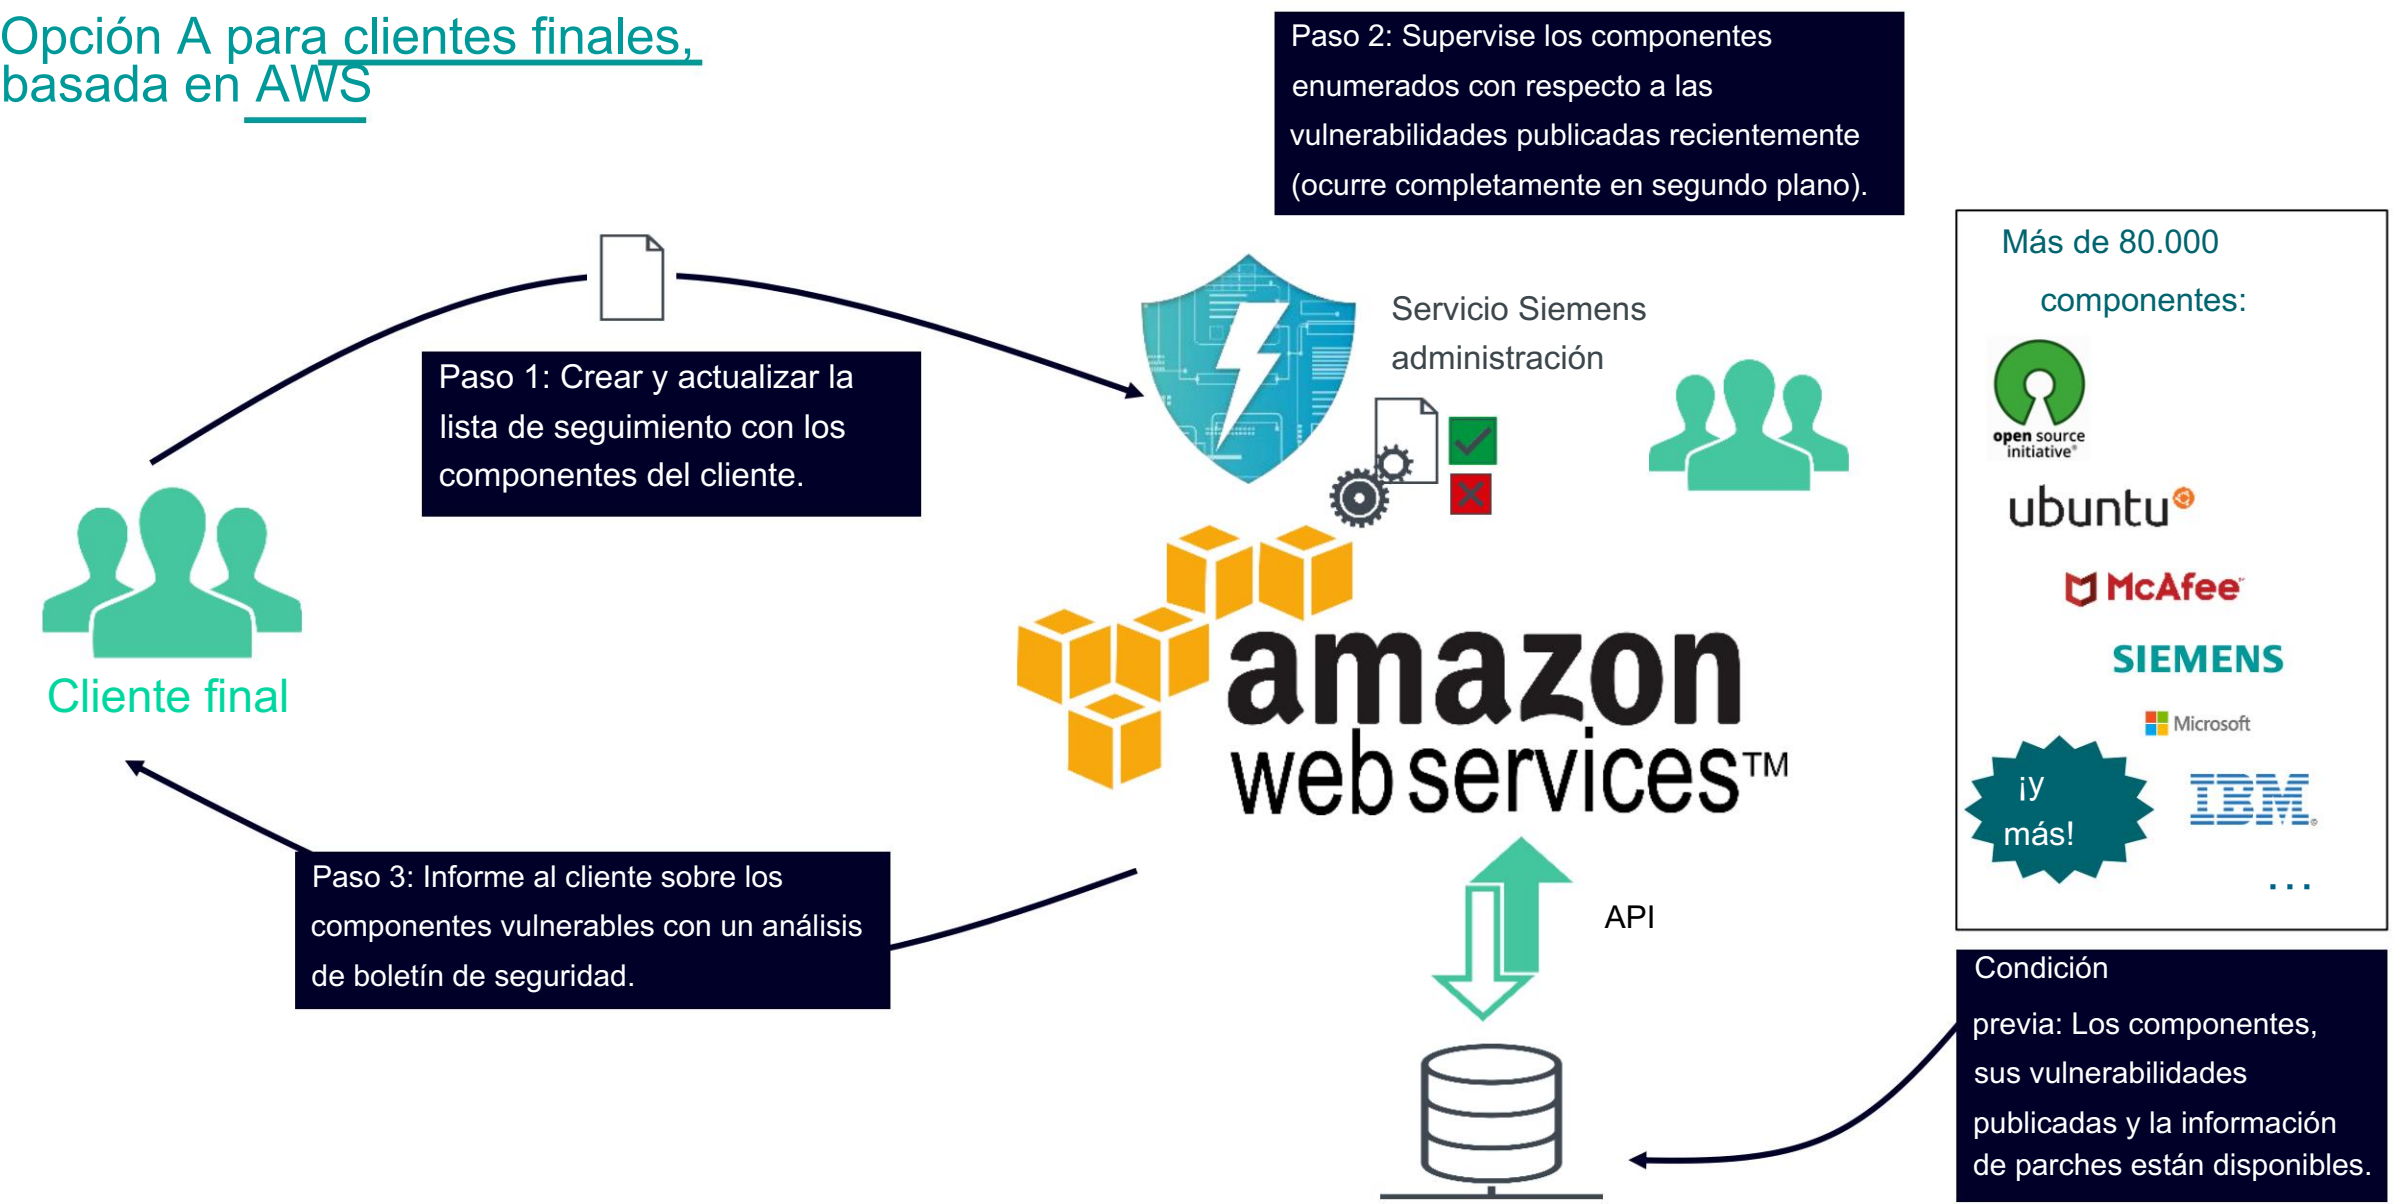 Opción A para clientes finales,
basada en AWS
Paso 2: Supervise los componentes
enumerados con respecto a las
vulnerabilidades publicadas recientemente
(ocurre completamente en segundo plano).
Paso 1: Crear y actualizar la
lista de seguimiento con los
componentes del cliente.
Servicio Siemens
administración
Más de 80.000
componentes:
open source
initiative®
ubuntu
McAfee
SIEMENS
Microsoft
IBM
¡y
más!
...
Cliente final
amazon
web services™
Paso 3: Informe al cliente sobre los
componentes vulnerables con un análisis
de boletín de seguridad.
API
Condición
previa: Los componentes,
sus vulnerabilidades
publicadas y la información
de parches están disponibles.